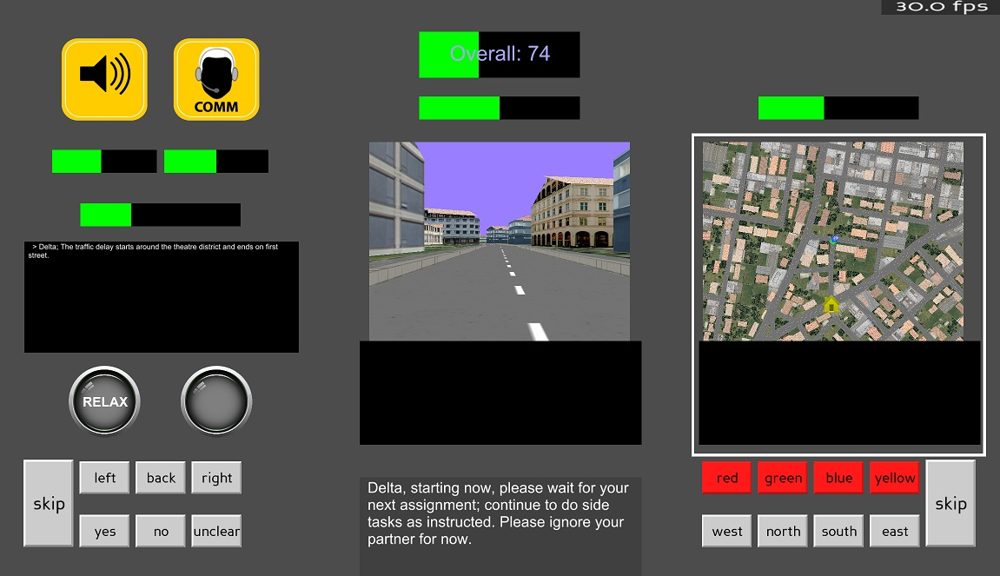 30.0 fps
Overall: 74
COMM
> Delta; The traffic delay starts around the theatre district and ends on first
street.
RELAX
skip
left
back
right
yes
no
unclear
Delta, starting now, please wait for your
next assignment; continue to do side
tasks as instructed. Please ignore your
partner for now.
red
green
blue
yellow
west
north
south
east
skip